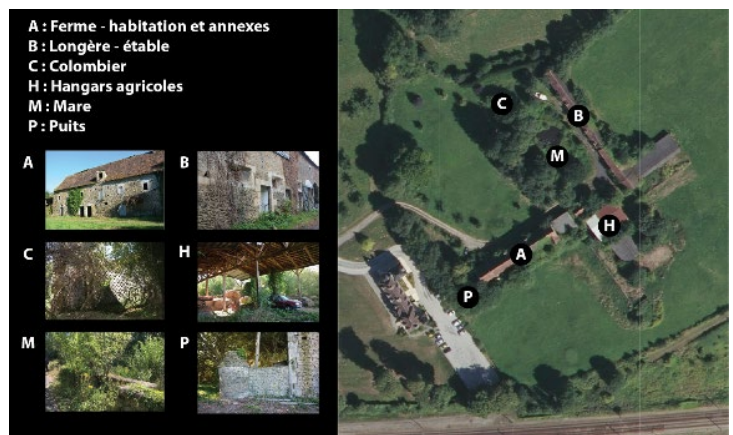 A : Ferme - habitation et annexes
B : Longère - étable
C : Colombier
H : Hangars agricoles
M : Mare
P : Puits
A
B
C
H
M
P
C
B
M
H
A
P